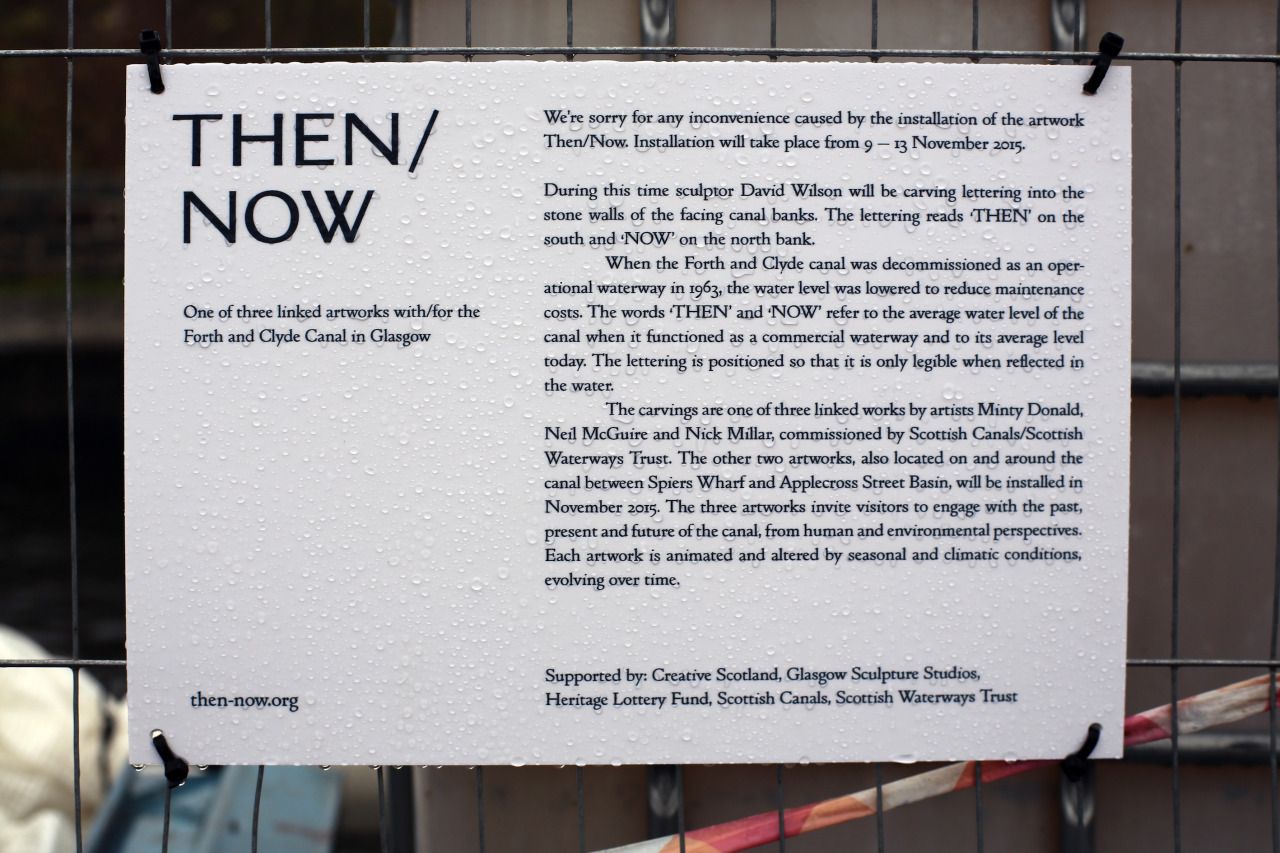 THEN/
NOW
One of three linked artworks with/for the
Forth and Clyde Canal in Glasgow
then-now.org
We're sorry for any inconvenience caused by the installation of the artwork
Then/Now. Installation will take place from 9 – 13 November 2015.
During this time sculptor David Wilson will be carving lettering into the
stone walls of the facing canal banks. The lettering reads ‘THEN’ on the
south and ‘NOW’ on the north bank.
When the Forth and Clyde canal was decommissioned as an oper-
ational waterway in 1963, the water level was lowered to reduce maintenance
costs. The words ‘THEN’ and ‘NOW’ refer to the average water level of the
canal when it functioned as a commercial waterway and to its average level
today. The lettering is positioned so that it is only legible when reflected in
the water.
The carvings are one of three linked works by artists Minty Donald,
Neil McGuire and Nick Millar, commissioned by Scottish Canals/Scottish
Waterways Trust. The other two artworks, also located on and around the
canal between Spiers Wharf and Applecross Street Basin, will be installed in
November 2015. The three artworks invite visitors to engage with the past,
present and future of the canal, from human and environmental perspectives.
Each artwork is animated and altered by seasonal and climatic conditions,
evolving over time.
Supported by: Creative Scotland, Glasgow Sculpture Studios,
Heritage Lottery Fund, Scottish Canals, Scottish Waterways Trust